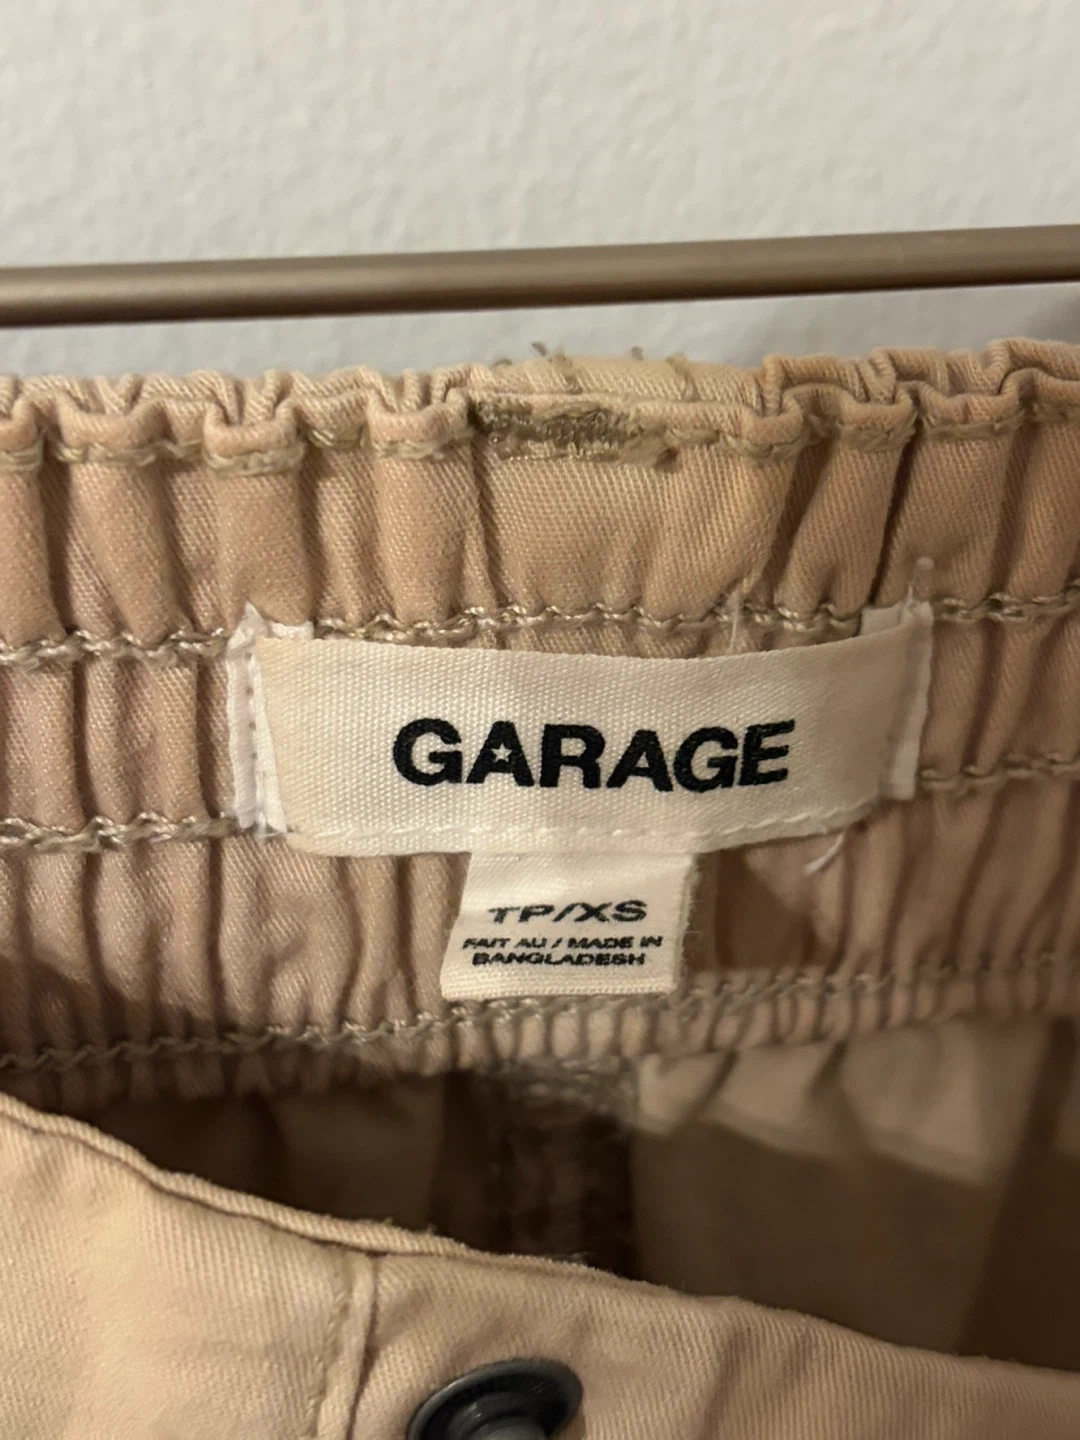 GARAGE
TP/XS
FAIT AU / MADE IN
BANGLADESH